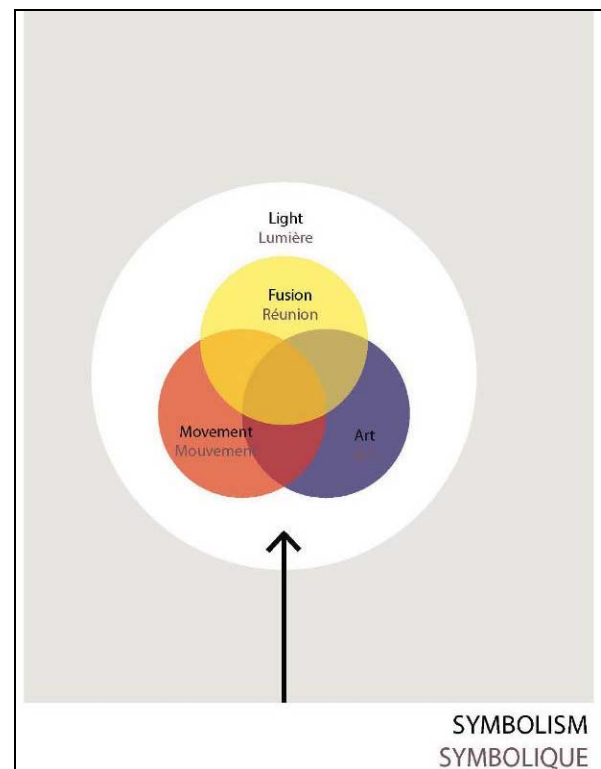 Light
Lumière
Fusion
Réunion
Movement
Mouvement
Art
SYMBOLISM
SYMBOLIQUE